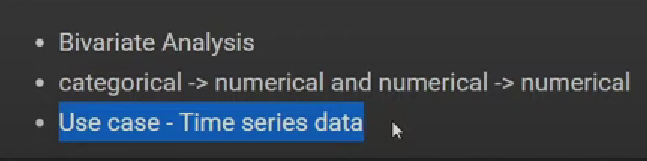 Bivariate Analysis
categorical -> numerical and numerical -> numerical
Use case - Time series data